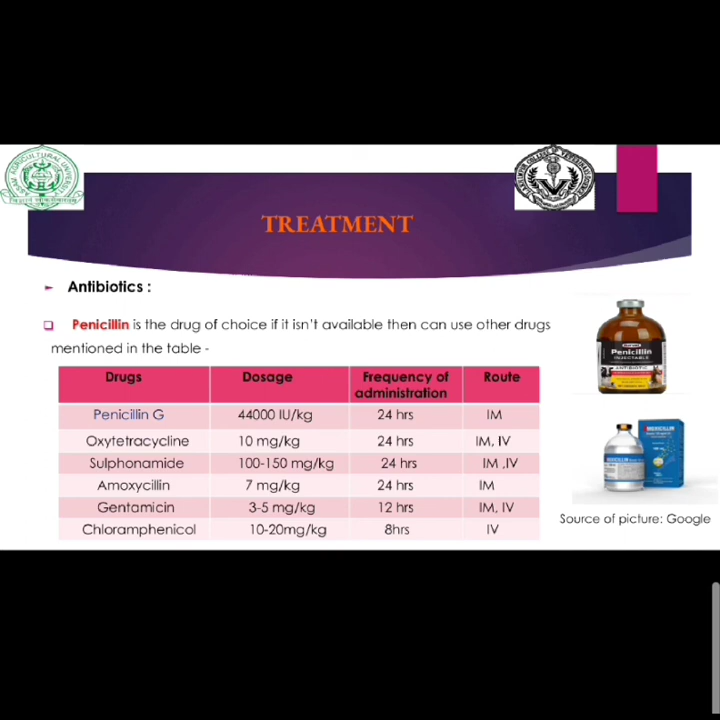 TREATMENT
Antibiotics :
Penicillin is the drug of choice if it isn't available then can use other drugs
mentioned in the table -
Drugs Dosage Frequency of administration Route
Penicillin G 44000 IU/kg 24 hrs IM
Oxytetracycline 10 mg/kg 24 hrs IM, IV
Sulphonamide 100-150 mg/kg 24 hrs IM ,IV
Amoxycillin 7 mg/kg 24 hrs IM
Gentamicin 3-5 mg/kg 12 hrs IM, IV
Chloramphenicol 10-20mg/kg 8hrs IV
Penicillin
INJECTABLE
ANTIBIOTIC
Source of picture: Google